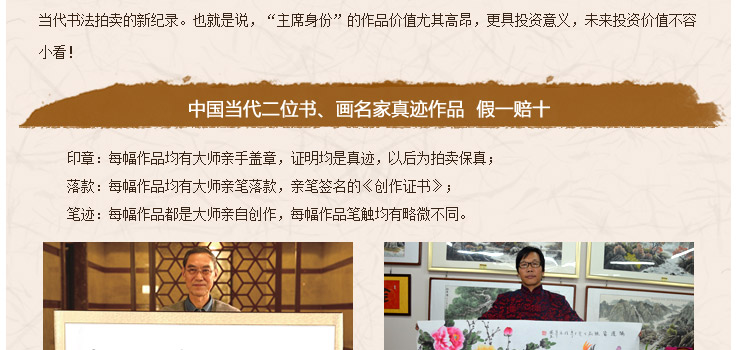 当代书法拍卖的新纪录。也就是说，“主席身份”的作品价值尤其高昂，更具投资意义，未来投资价值不容
小看!
中国当代二位书、画名家真迹作品 假一赔十
印章：每幅作品均有大师亲手盖章，证明均是真迹，以后为拍卖保真；
落款：每幅作品均有大师亲笔落款，亲笔签名的《创作证书》；
笔迹：每幅作品都是大师亲自创作，每幅作品笔触均有略微不同。